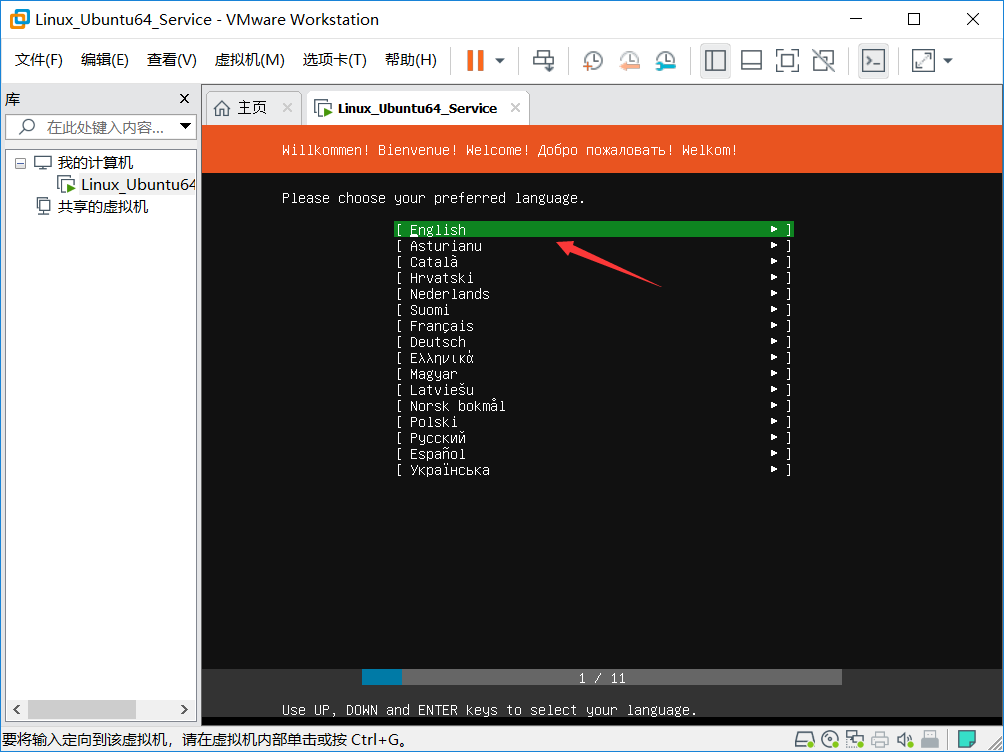 Linux_Ubuntu64_Service - VMware Workstation
文件(F) 编辑(E) 查看(V) 虚拟机(M) 选项卡(T) 帮助(H)
库
在此处键入内容...
我的计算机
Linux_Ubuntu64
共享的虚拟机
主页 Linux_Ubuntu64_Service
Willkommen! Bienvenue! Welcome! Добро пожаловать! Welkom!
Please choose your preferred language.
[ English ► ]
[ Asturianu ► ]
[ Català ► ]
[ Hrvatski ► ]
[ Nederlands ► ]
[ Suomi ► ]
[ Français ► ]
[ Deutsch ► ]
[ Ελληνικά ► ]
[ Magyar ► ]
[ Latviešu ► ]
[ Norsk bokmål ► ]
[ Polski ► ]
[ Русский ► ]
[ Español ► ]
[ Українська ► ]
1 / 11
Use UP, DOWN and ENTER keys to select your language.
要将输入定向到该虚拟机，请在虚拟机内部单击或按 Ctrl+G。